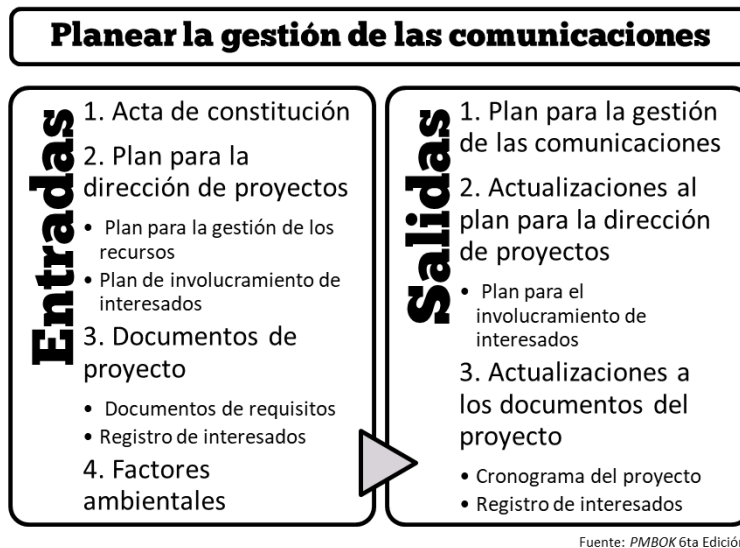 Planear la gestión de las comunicaciones
Entradas
1. Acta de constitución
2. Plan para la
dirección de proyectos
• Plan para la gestión de los
recursos
• Plan de involucramiento de
interesados
3. Documentos de
proyecto
• Documentos de requisitos
• Registro de interesados
4. Factores
ambientales
Salidas
1. Plan para la gestión
de las comunicaciones
2. Actualizaciones al
plan para la dirección
de proyectos
• Plan para el
involucramiento de
interesados
3. Actualizaciones a
los documentos del
proyecto
• Cronograma del proyecto
• Registro de interesados
Fuente: PMBOK 6ta Edición